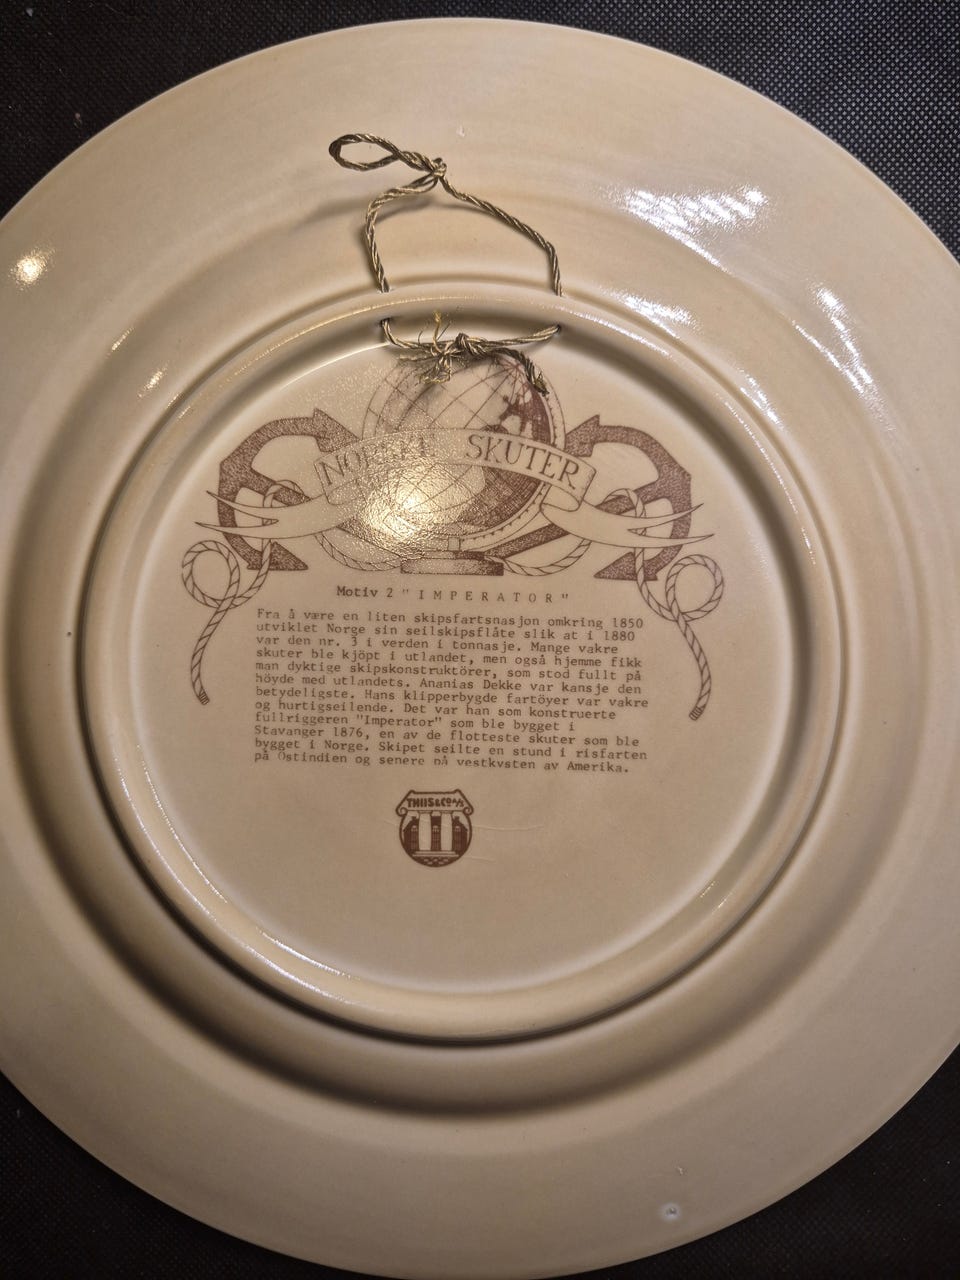 NORSKE SKUTER
Motiv 2 "IMPERATOR"
Fra å være en liten skipsfartsnasjon omkring 1850
utviklet Norge sin seilskipsflåte slik at i 1880
var den nr. 3 i verden i tonnasje. Mange vakre
skuter ble kjöpt i utlandet, men også hjemme fikk
man dyktige skipskonstruktörer, som stod fullt på
höyde med utlandets. Ananias Dekke var kansje den
betydeligste. Hans klipperbygde fartöyer var vakre
og hurtigseilende. Det var han som konstruerte
fullriggeren "Imperator" som ble bygget i
Stavanger 1876, en av de flotteste skuter som ble
bygget i Norge. Skipet seilte en stund i risfarten
på Ostindien og senere på vestkysten av Amerika.
THIIS & CO A/S